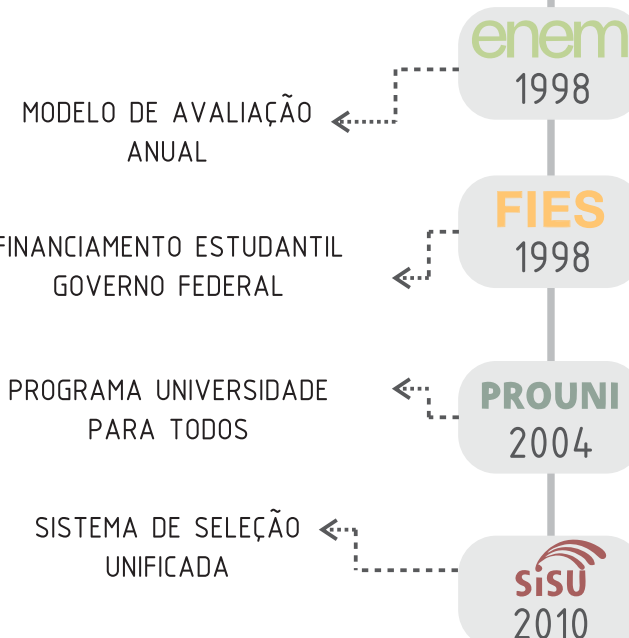 enem
1998
MODELO DE AVALIAÇÃO
ANUAL
FIES
1998
FINANCIAMENTO ESTUDANTIL
GOVERNO FEDERAL
PROUNI
2004
PROGRAMA UNIVERSIDADE
PARA TODOS
SiSU
2010
SISTEMA DE SELEÇÃO
UNIFICADA